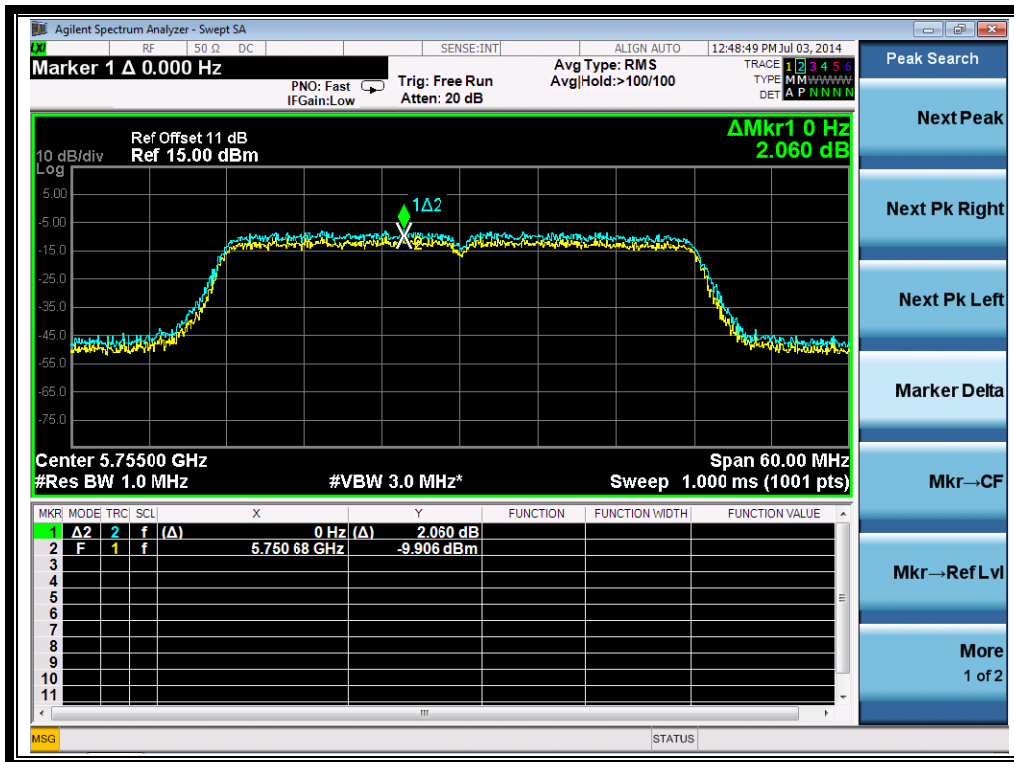 Agilent Spectrum Analyzer - Swept SA
LXI RF 50 Ω DC SENSE:INT ALIGN AUTO 12:48:49 PM Jul 03, 2014
Marker 1 Δ 0.000 Hz
PNO: Fast
IFGain:Low
Trig: Free Run
Atten: 20 dB
Avg Type: RMS
Avg|Hold:>100/100
TRACE 1 2 3 4 5 6
TYPE M M W W W W
DET A P N N N N
Peak Search
Next Peak
Next Pk Right
Next Pk Left
Marker Delta
Mkr→CF
Mkr→Ref Lvl
More
1 of 2
ΔMkr1 0 Hz
2.060 dB
Ref Offset 11 dB
10 dB/div Ref 15.00 dBm
Log
5.00
-5.00
-15.0
-25.0
-35.0
-45.0
-55.0
-65.0
-75.0
1Δ2
2
Center 5.75500 GHz Span 60.00 MHz
#Res BW 1.0 MHz #VBW 3.0 MHz* Sweep 1.000 ms (1001 pts)
MKR MODE TRC SCL X Y FUNCTION FUNCTION WIDTH FUNCTION VALUE
1 Δ2 2 f (Δ) 0 Hz (Δ) 2.060 dB
2 F 1 f 5.750 68 GHz -9.906 dBm
3
4
5
6
7
8
9
10
11
MSG STATUS